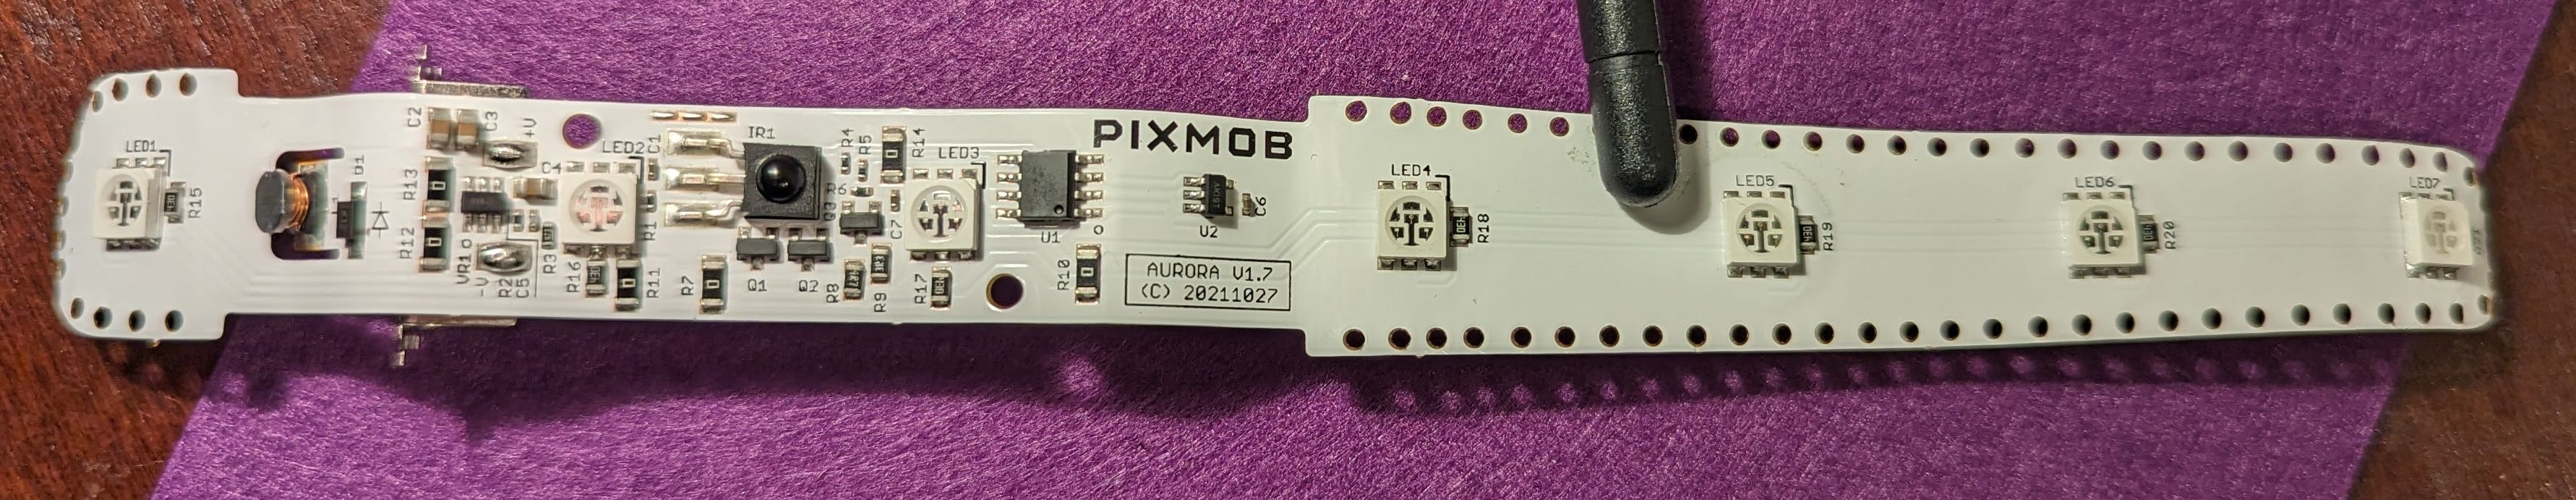 LED1
R15
D1
C2
C3
+V
R13
R12
VR1
-V
C4
R2
C5
R3
LED2
C1
R1
R16
R11
IR1
R4
R5
R14
R6
Q3
C7
LED3
Q1
Q2
R7
R8
R9
R17
U1
R10
PIXMOB
U2
C6
AURORA V1.7
(C) 20211027
LED4
R18
LED5
R19
LED6
R20
LED7